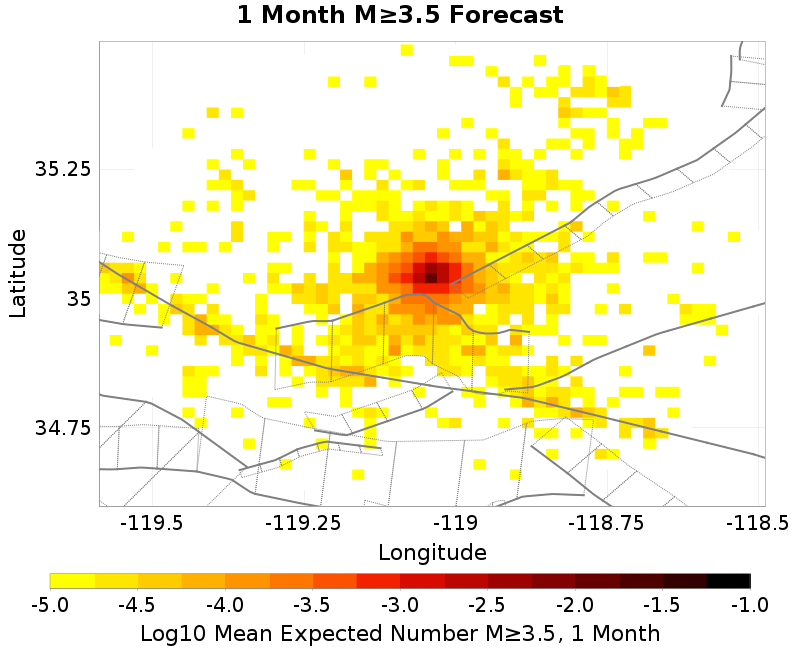 1 Month M≥3.5 Forecast
35.25
35
34.75
Latitude
-119.5 -119.25 -119 -118.75 -118.5
Longitude
-5.0 -4.5 -4.0 -3.5 -3.0 -2.5 -2.0 -1.5 -1.0
Log10 Mean Expected Number M≥3.5, 1 Month